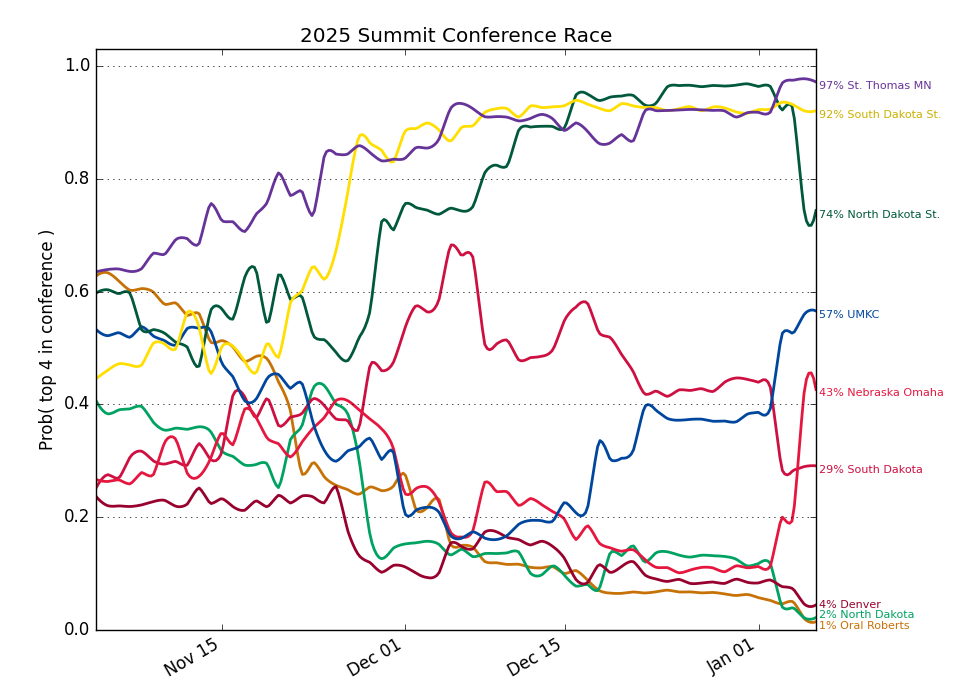 2025 Summit Conference Race
Prob( top 4 in conference )
1.0
0.8
0.6
0.4
0.2
0.0
Nov 15
Dec 01
Dec 15
Jan 01
97% St. Thomas MN
92% South Dakota St.
74% North Dakota St.
57% UMKC
43% Nebraska Omaha
29% South Dakota
4% Denver
2% North Dakota
1% Oral Roberts